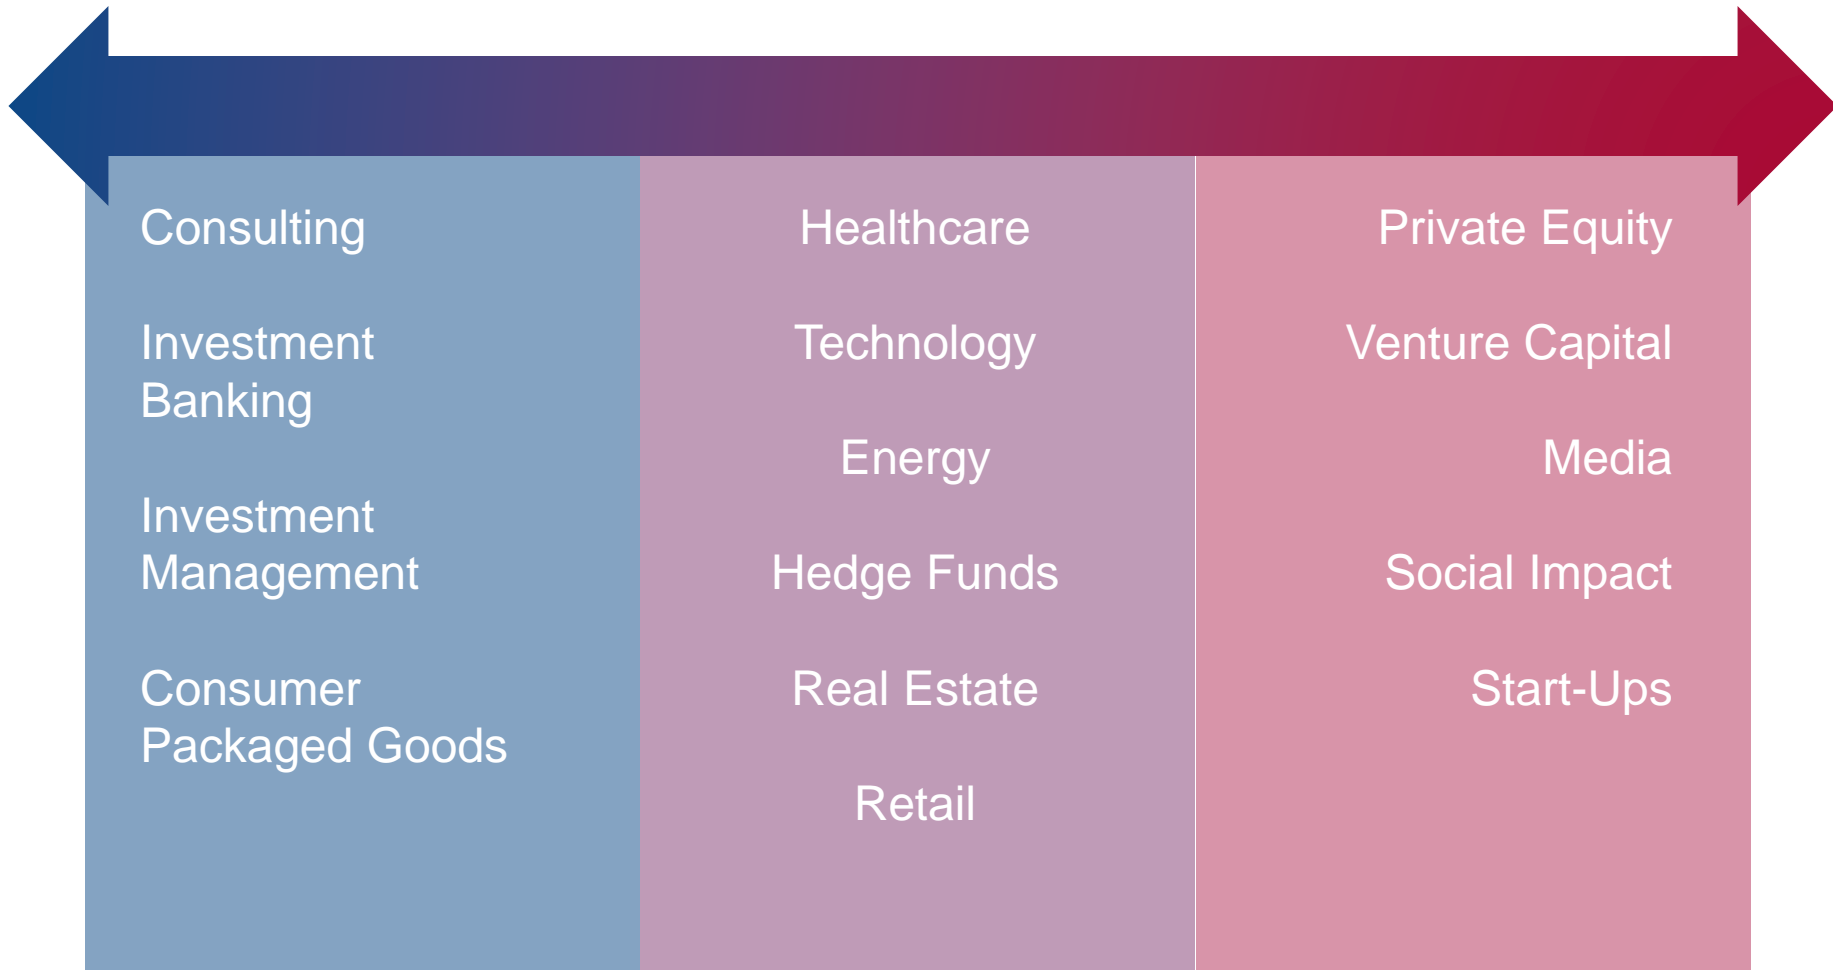 Consulting
Investment
Banking
Investment
Management
Consumer
Packaged Goods
Healthcare
Technology
Energy
Hedge Funds
Real Estate
Retail
Private Equity
Venture Capital
Media
Social Impact
Start-Ups